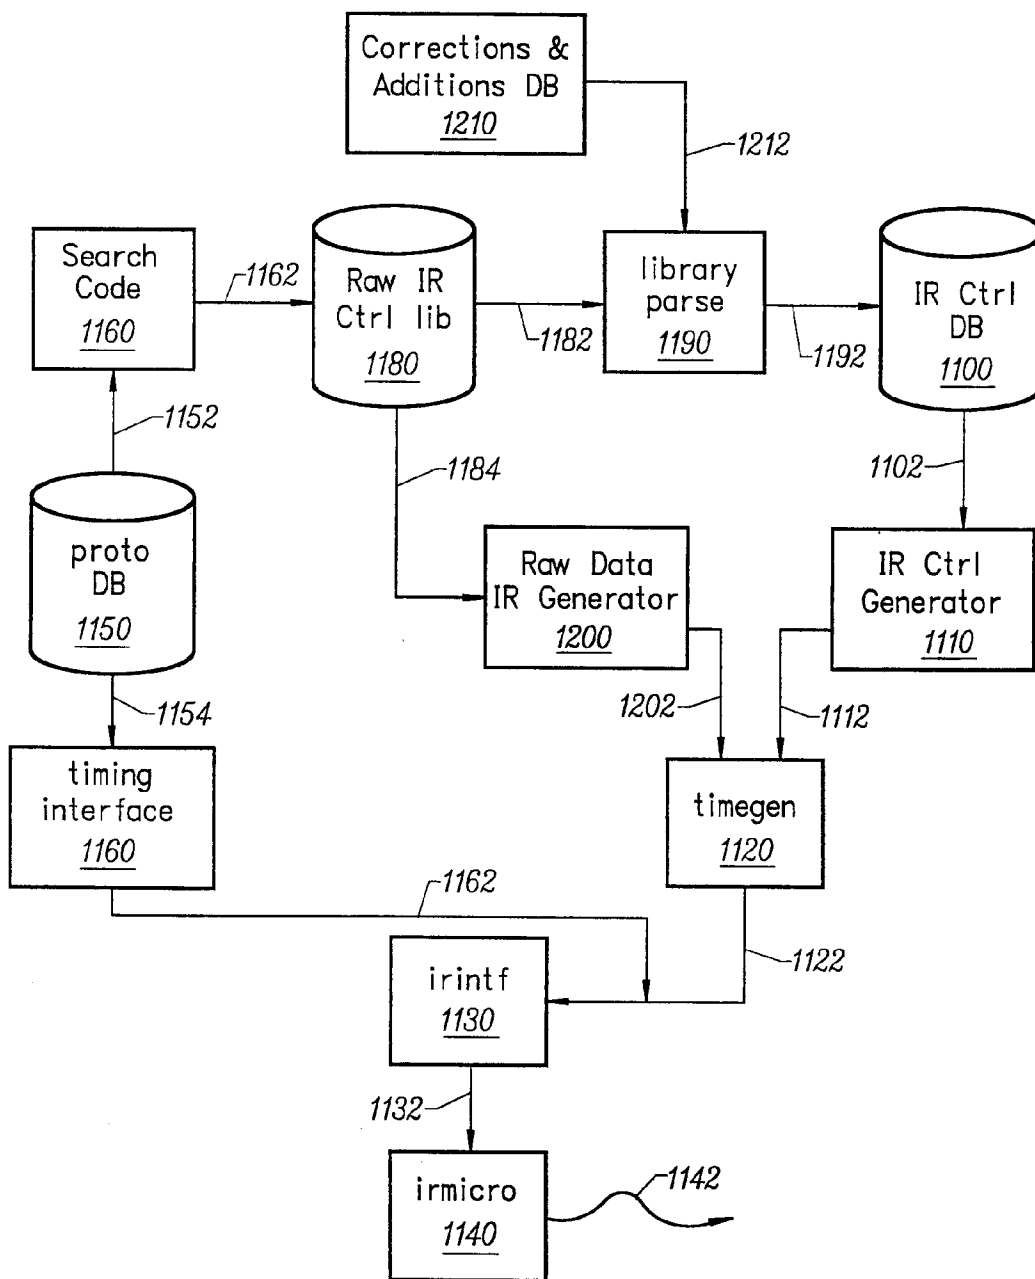 Corrections &
Additions DB
1210
1212
Search
Code
1160
1162
Raw IR
Ctrl lib
1180
1182
library
parse
1190
1192
IR Ctrl
DB
1100
1152
1184
1102
proto
DB
1150
Raw Data
IR Generator
1200
IR Ctrl
Generator
1110
1154
1202
1112
timing
interface
1160
timegen
1120
1162
1122
irintf
1130
1132
irmicro
1140
1142